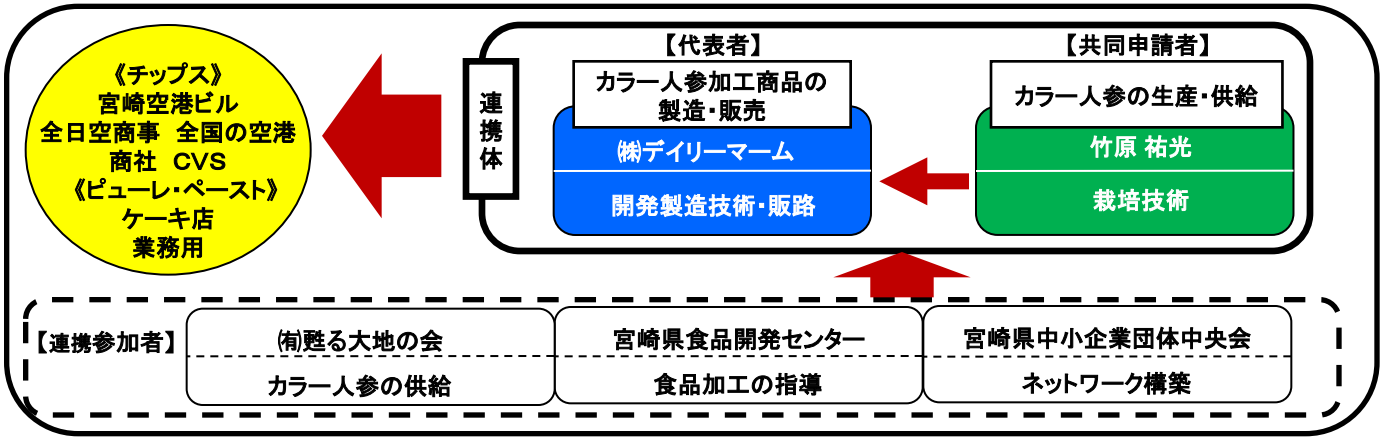 《チップス》
宮崎空港ビル
全日空商事　全国の空港
商社　CVS
《ピューレ・ペースト》
ケーキ店
業務用
連携体
【代表者】
カラー人参加工商品の
製造・販売
㈱デイリーマーム
開発製造技術・販路
【共同申請者】
カラー人参の生産・供給
竹原 祐光
栽培技術
【連携参加者】
㈲甦る大地の会
カラー人参の供給
宮崎県食品開発センター
食品加工の指導
宮崎県中小企業団体中央会
ネットワーク構築